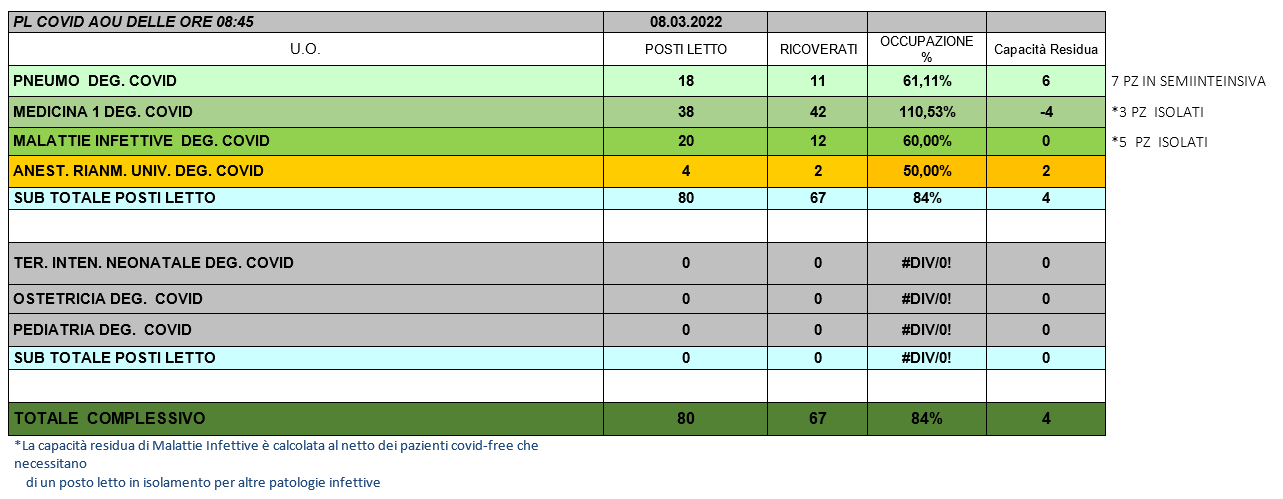 PL COVID AOU DELLE ORE 08:45 08.03.2022
U.O. POSTI LETTO RICOVERATI OCCUPAZIONE % Capacità Residua
PNEUMO DEG. COVID 18 11 61,11% 6 7 PZ IN SEMIINTEINSIVA
MEDICINA 1 DEG. COVID 38 42 110,53% -4 *3 PZ ISOLATI
MALATTIE INFETTIVE DEG. COVID 20 12 60,00% 0 *5 PZ ISOLATI
ANEST. RIANM. UNIV. DEG. COVID 4 2 50,00% 2
SUB TOTALE POSTI LETTO 80 67 84% 4
TER. INTEN. NEONATALE DEG. COVID 0 0 #DIV/0! 0
OSTETRICIA DEG. COVID 0 0 #DIV/0! 0
PEDIATRIA DEG. COVID 0 0 #DIV/0! 0
SUB TOTALE POSTI LETTO 0 0 #DIV/0! 0
TOTALE COMPLESSIVO 80 67 84% 4
*La capacità residua di Malattie Infettive è calcolata al netto dei pazienti covid-free che
necessitano
di un posto letto in isolamento per altre patologie infettive